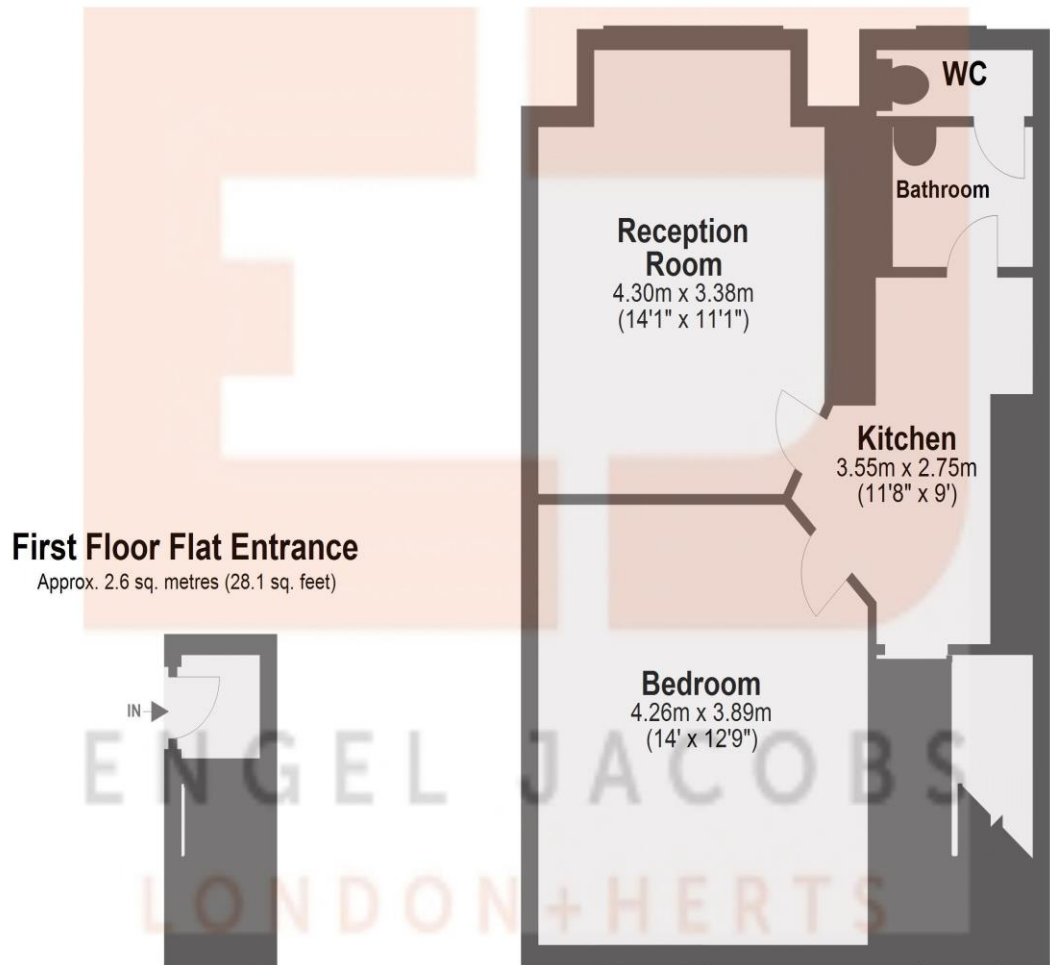 WC
Bathroom
Reception
Room
4.30m x 3.38m
(14'1" x 11'1")
Kitchen
3.55m x 2.75m
(11'8" x 9')
First Floor Flat Entrance
Approx. 2.6 sq. metres (28.1 sq. feet)
IN
Bedroom
4.26m x 3.89m
(14' x 12'9")
ENGEL JACOBS
LONDON+HERTS